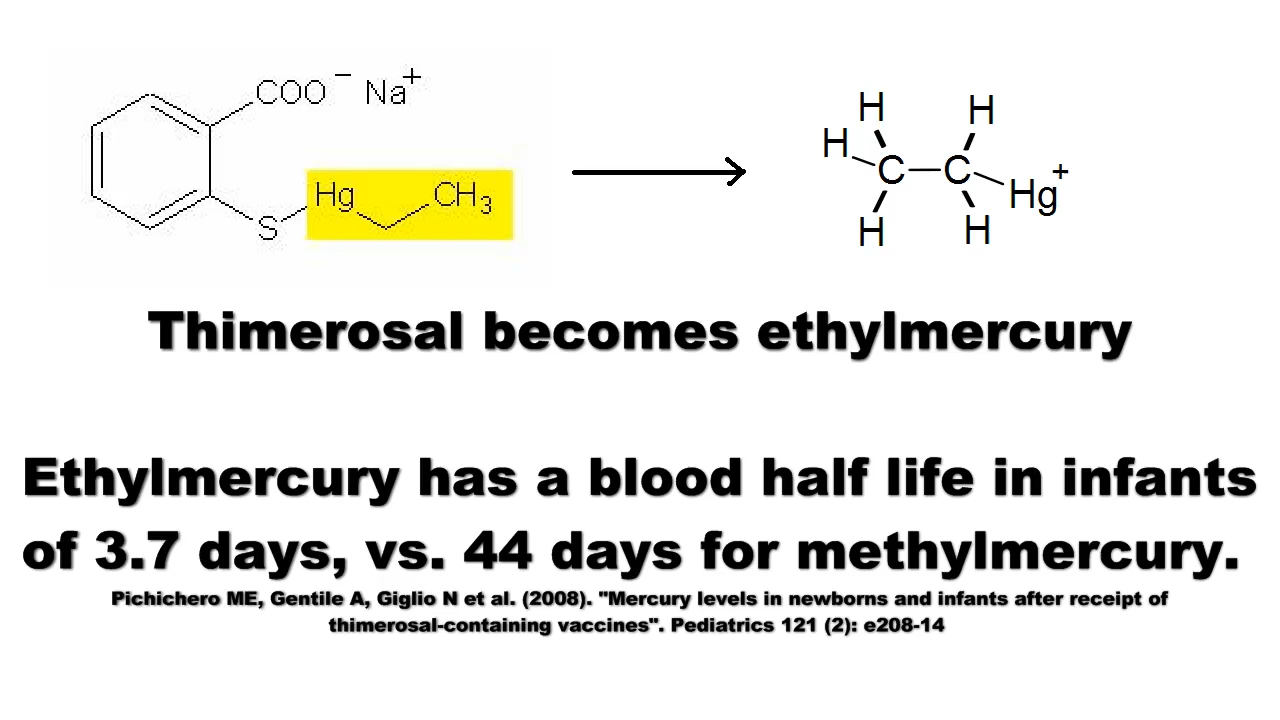 COO⁻ Na⁺
Hg CH₃
S
H H
H C C
Hg⁺
H H
Thimerosal becomes ethylmercury
Ethylmercury has a blood half life in infants
of 3.7 days, vs. 44 days for methylmercury.
Pichichero ME, Gentile A, Giglio N et al. (2008). "Mercury levels in newborns and infants after receipt of
thimerosal-containing vaccines". Pediatrics 121 (2): e208-14